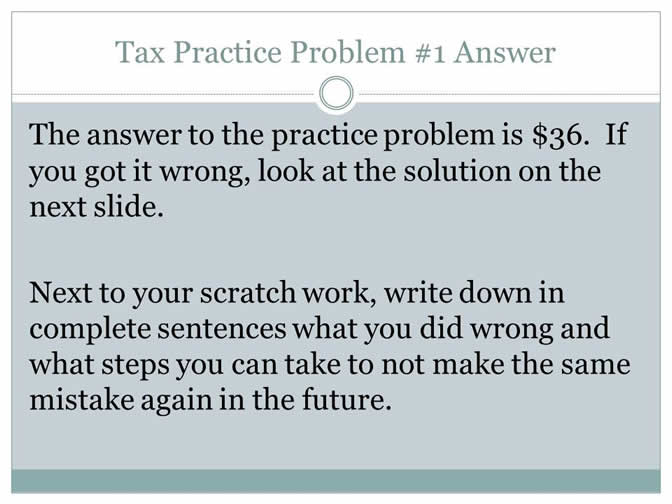 Tax Practice Problem #1 Answer
The answer to the practice problem is $36.  If
you got it wrong, look at the solution on the
next slide.
Next to your scratch work, write down in
complete sentences what you did wrong and
what steps you can take to not make the same
mistake again in the future.